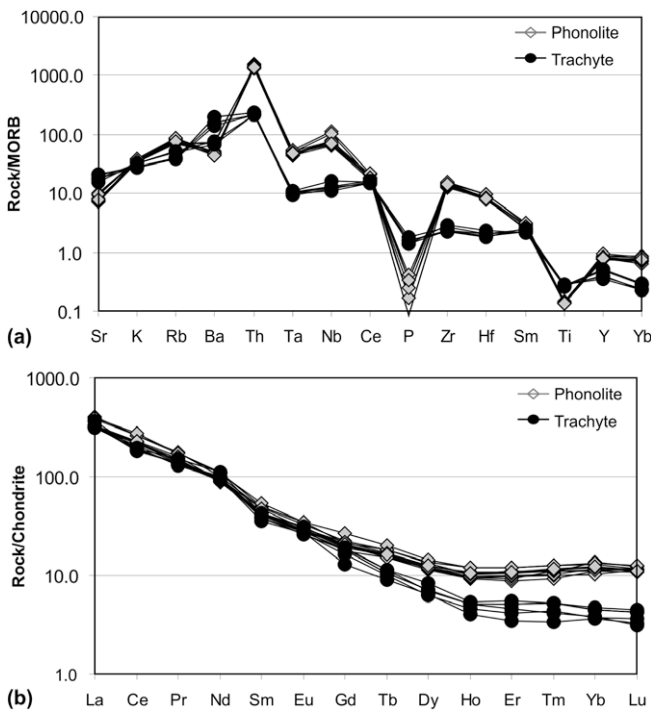 10000.0
1000.0
100.0
10.0
1.0
0.1
Rock/MORB
Phonolite
Trachyte
(a)
Sr K Rb Ba Th Ta Nb Ce P Zr Hf Sm Ti Y Yb
1000.0
100.0
10.0
1.0
Rock/Chondrite
Phonolite
Trachyte
(b)
La Ce Pr Nd Sm Eu Gd Tb Dy Ho Er Tm Yb Lu